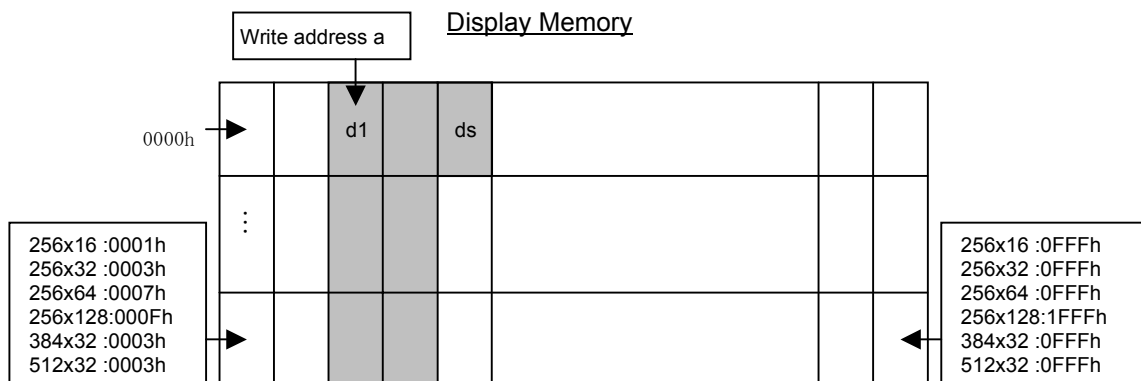 Display Memory
Write address a
0000h
d1
ds
⋮
256x16 :0001h
256x32 :0003h
256x64 :0007h
256x128:000Fh
384x32 :0003h
512x32 :0003h
256x16 :0FFFh
256x32 :0FFFh
256x64 :0FFFh
256x128:1FFFh
384x32 :0FFFh
512x32 :0FFFh